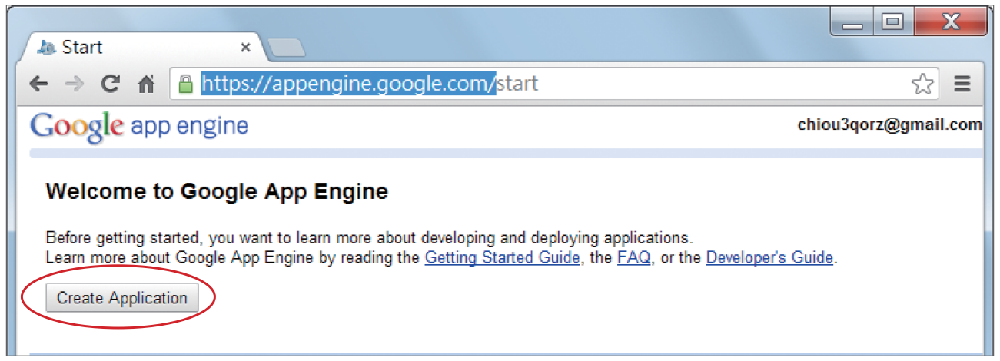 Start
https://appengine.google.com/start
Google app engine
chiou3qorz@gmail.com
Welcome to Google App Engine
Before getting started, you want to learn more about developing and deploying applications.
Learn more about Google App Engine by reading the Getting Started Guide, the FAQ, or the Developer's Guide.
Create Application